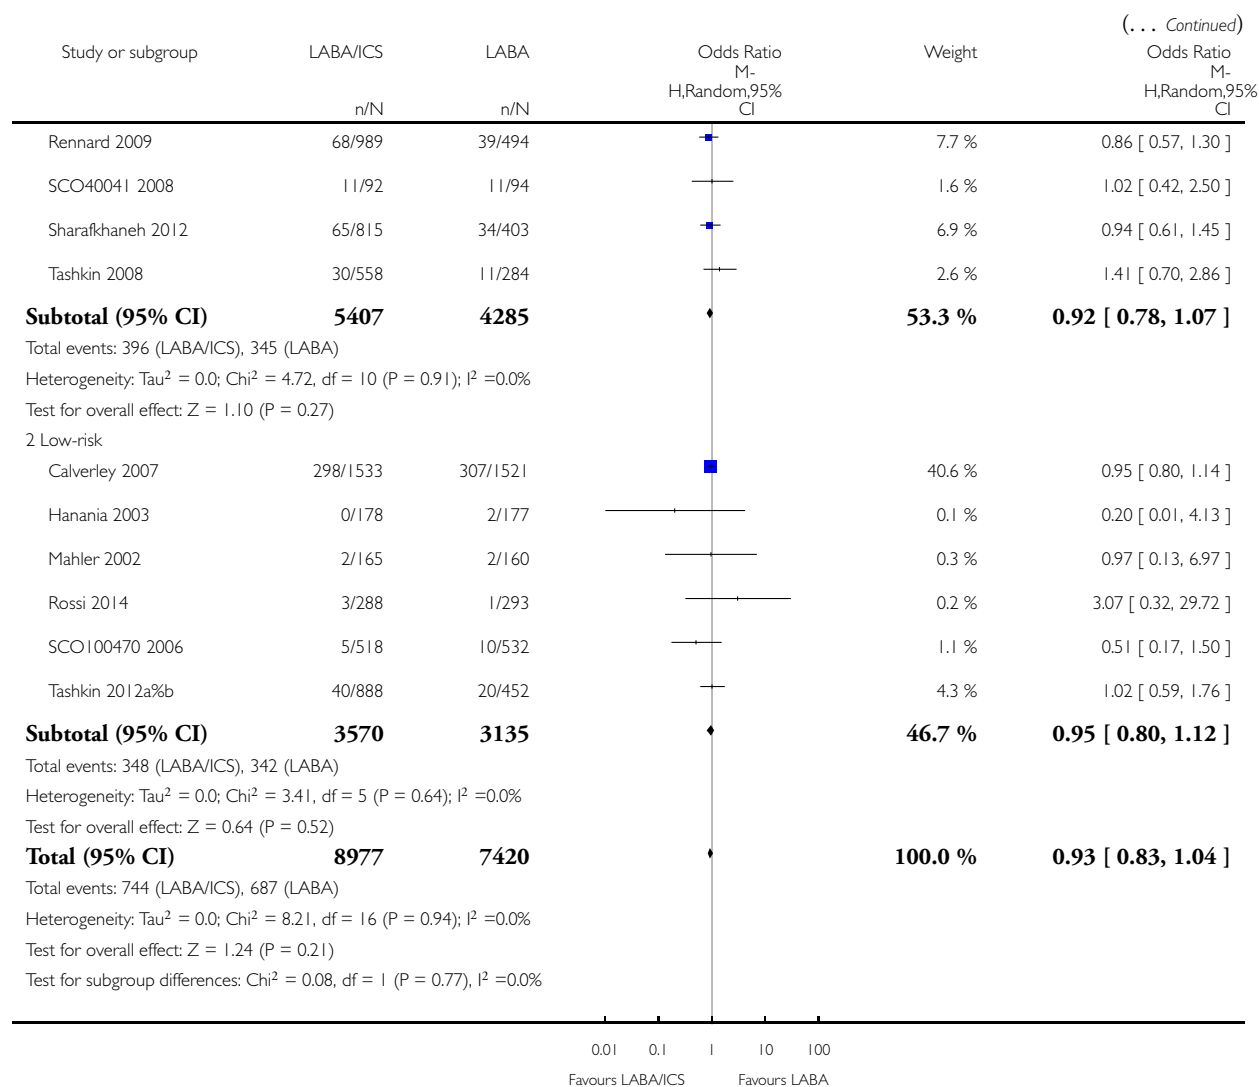 (... Continued)
Study or subgroup LABA/ICS LABA Odds Ratio Weight Odds Ratio
M- M-
H,Random,95% H,Random,95%
n/N n/N CI CI
Rennard 2009 68/989 39/494 7.7 % 0.86 [ 0.57, 1.30 ]
SCO40041 2008 11/92 11/94 1.6 % 1.02 [ 0.42, 2.50 ]
Sharafkhaneh 2012 65/815 34/403 6.9 % 0.94 [ 0.61, 1.45 ]
Tashkin 2008 30/558 11/284 2.6 % 1.41 [ 0.70, 2.86 ]
Subtotal (95% CI) 5407 4285 53.3 % 0.92 [ 0.78, 1.07 ]
Total events: 396 (LABA/ICS), 345 (LABA)
Heterogeneity: Tau² = 0.0; Chi² = 4.72, df = 10 (P = 0.91); I² =0.0%
Test for overall effect: Z = 1.10 (P = 0.27)
2 Low-risk
Calverley 2007 298/1533 307/1521 40.6 % 0.95 [ 0.80, 1.14 ]
Hanania 2003 0/178 2/177 0.1 % 0.20 [ 0.01, 4.13 ]
Mahler 2002 2/165 2/160 0.3 % 0.97 [ 0.13, 6.97 ]
Rossi 2014 3/288 1/293 0.2 % 3.07 [ 0.32, 29.72 ]
SCO100470 2006 5/518 10/532 1.1 % 0.51 [ 0.17, 1.50 ]
Tashkin 2012a%b 40/888 20/452 4.3 % 1.02 [ 0.59, 1.76 ]
Subtotal (95% CI) 3570 3135 46.7 % 0.95 [ 0.80, 1.12 ]
Total events: 348 (LABA/ICS), 342 (LABA)
Heterogeneity: Tau² = 0.0; Chi² = 3.41, df = 5 (P = 0.64); I² =0.0%
Test for overall effect: Z = 0.64 (P = 0.52)
Total (95% CI) 8977 7420 100.0 % 0.93 [ 0.83, 1.04 ]
Total events: 744 (LABA/ICS), 687 (LABA)
Heterogeneity: Tau² = 0.0; Chi² = 8.21, df = 16 (P = 0.94); I² =0.0%
Test for overall effect: Z = 1.24 (P = 0.21)
Test for subgroup differences: Chi² = 0.08, df = 1 (P = 0.77), I² =0.0%
0.01 0.1 1 10 100
Favours LABA/ICS Favours LABA